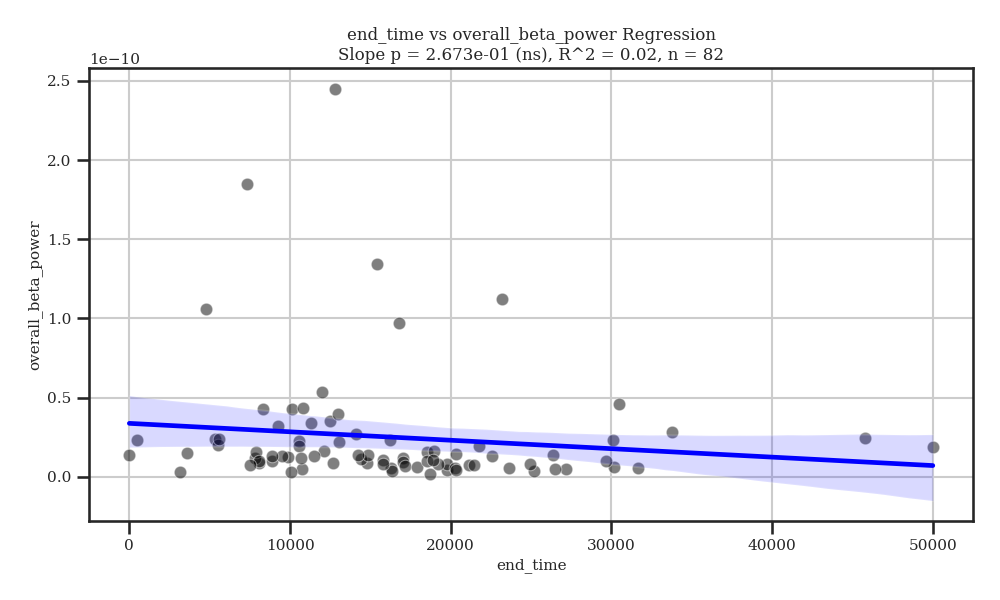 end_time vs overall_beta_power Regression
Slope p = 2.673e-01 (ns), R^2 = 0.02, n = 82
1e−10
2.5
2.0
1.5
1.0
0.5
0.0
overall_beta_power
0 10000 20000 30000 40000 50000
end_time